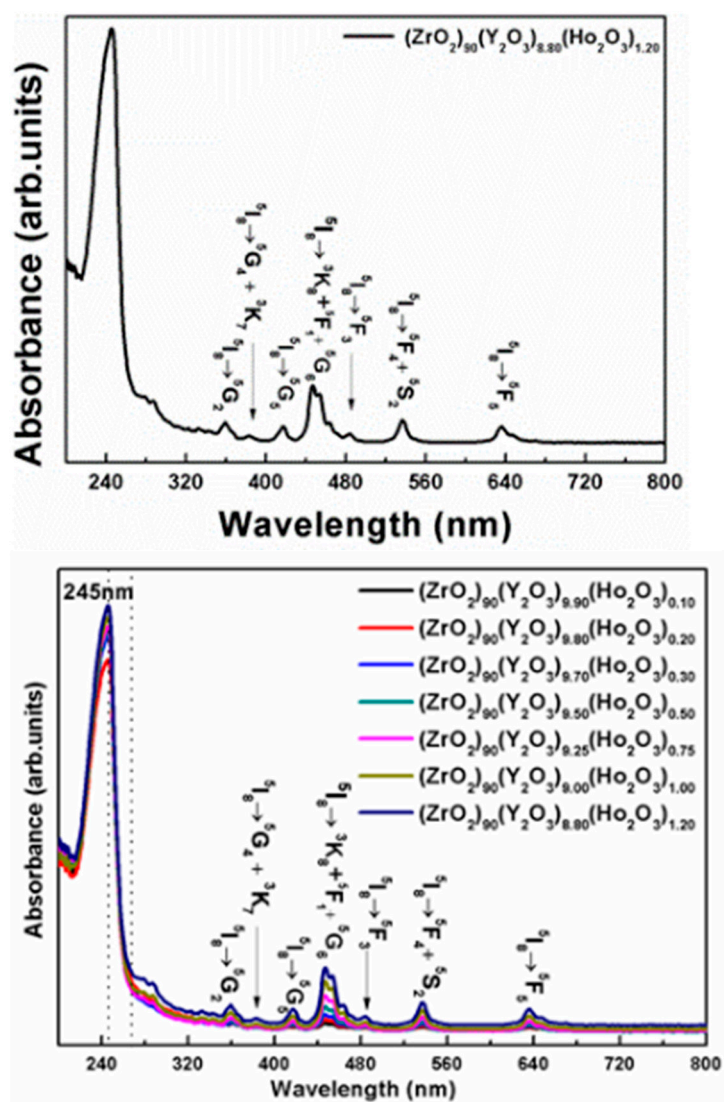 (ZrO₂)₉₀(Y₂O₃)₈.₈₀(Ho₂O₃)₁.₂₀
Absorbance (arb.units)
⁵I₈→⁵G₂
⁵I₈→⁵G₄ + ³K₇
⁵I₈→⁵G₅
⁵I₈→³K₈+⁵F₁+ ⁵G₆
⁵I₈→⁵F₃
⁵I₈→⁵F₄+ ⁵S₂
⁵I₈→⁵F₅
240 320 400 480 560 640 720 800
Wavelength (nm)
245nm
(ZrO₂)₉₀(Y₂O₃)₉.₉₀(Ho₂O₃)₀.₁₀
(ZrO₂)₉₀(Y₂O₃)₉.₈₀(Ho₂O₃)₀.₂₀
(ZrO₂)₉₀(Y₂O₃)₉.₇₀(Ho₂O₃)₀.₃₀
(ZrO₂)₉₀(Y₂O₃)₉.₅₀(Ho₂O₃)₀.₅₀
(ZrO₂)₉₀(Y₂O₃)₉.₂₅(Ho₂O₃)₀.₇₅
(ZrO₂)₉₀(Y₂O₃)₉.₀₀(Ho₂O₃)₁.₀₀
(ZrO₂)₉₀(Y₂O₃)₈.₈₀(Ho₂O₃)₁.₂₀
Absorbance (arb.units)
⁵I₈→⁵G₂
⁵I₈→⁵G₄ + ³K₇
⁵I₈→⁵G₅
⁵I₈→³K₈+⁵F₁+ ⁵G₆
⁵I₈→⁵F₃
⁵I₈→⁵F₄+ ⁵S₂
⁵I₈→⁵F₅
240 320 400 480 560 640 720 800
Wavelength (nm)